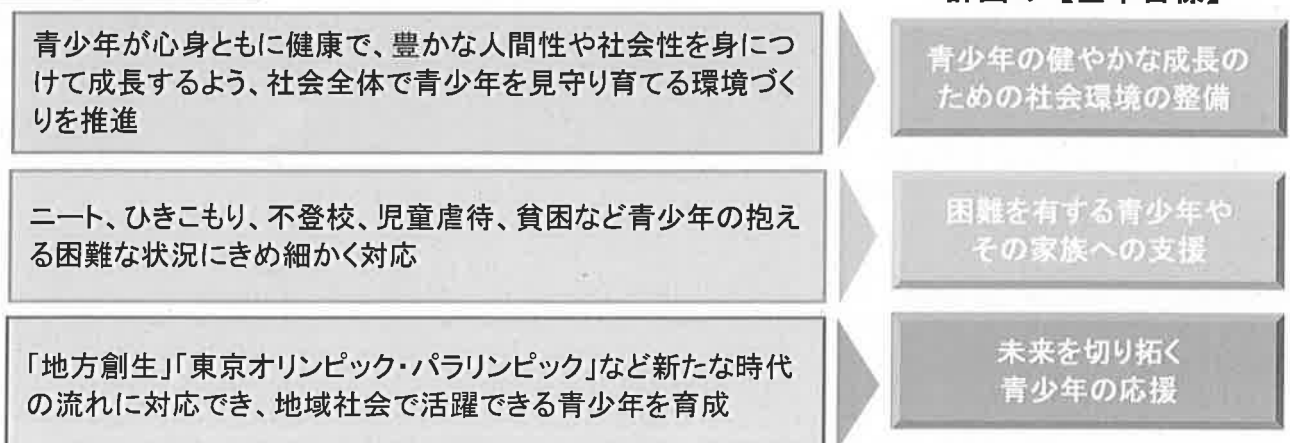 青少年が心身ともに健康で、豊かな人間性や社会性を身につ
けて成長するよう、社会全体で青少年を見守り育てる環境づく
りを推進
青少年の健やかな成長の
ための社会環境の整備
ニート、ひきこもり、不登校、児童虐待、貧困など青少年の抱え
る困難な状況にきめ細かく対応
困難を有する青少年や
その家族への支援
「地方創生」「東京オリンピック・パラリンピック」など新たな時代
の流れに対応でき、地域社会で活躍できる青少年を育成
未来を切り拓く
青少年の応援